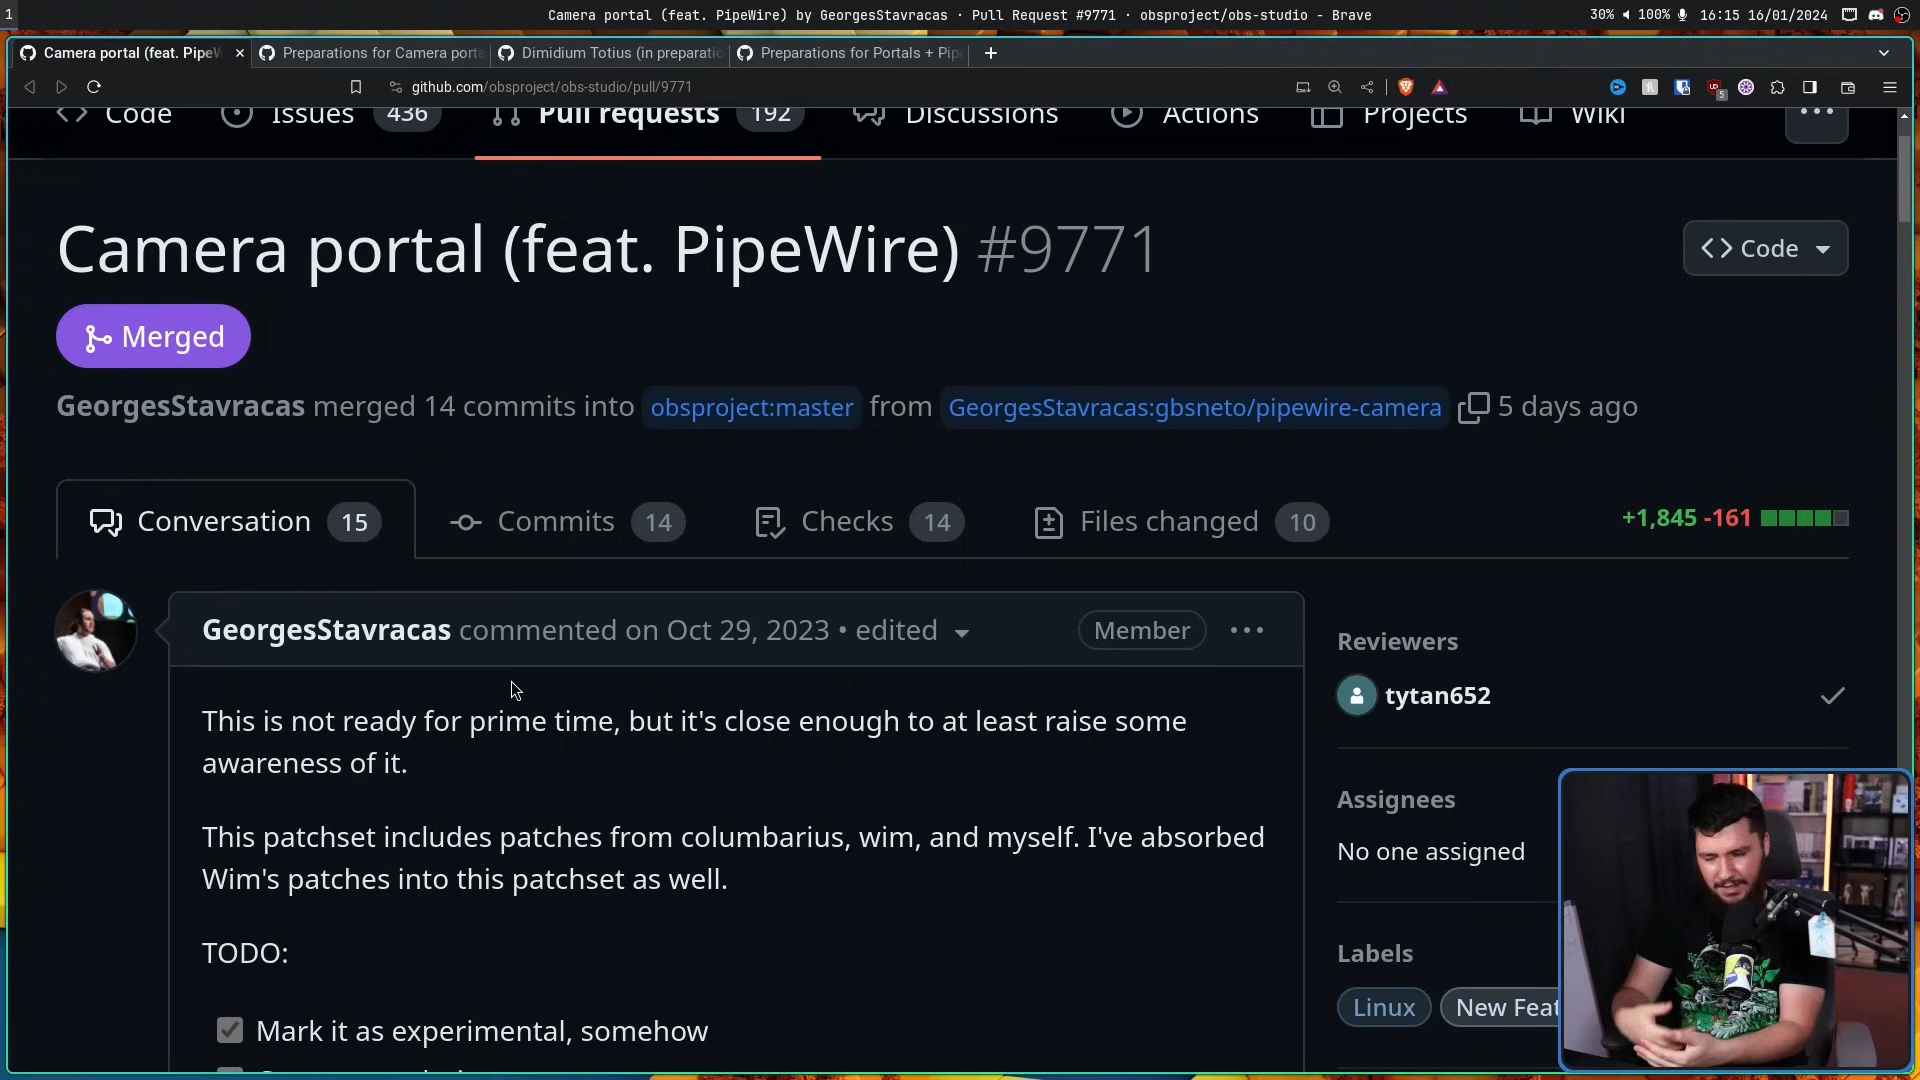 1
Camera portal (feat. PipeWire) by GeorgesStavracas · Pull Request #9771 · obsproject/obs-studio - Brave
30%
100%
16:15 16/01/2024
Camera portal (feat. PipeW
Preparations for Camera porta
Dimidium Totius (in preparatio
Preparations for Portals + Pip
github.com/obsproject/obs-studio/pull/9771
5
Code
Issues 436
Pull requests 192
Discussions
Actions
Projects
Wiki
Camera portal (feat. PipeWire) #9771
Code
Merged
GeorgesStavracas merged 14 commits into obsproject:master from GeorgesStavracas:gbsneto/pipewire-camera 5 days ago
Conversation 15
Commits 14
Checks 14
Files changed 10
+1,845 -161
GeorgesStavracas commented on Oct 29, 2023 • edited
Member
This is not ready for prime time, but it's close enough to at least raise some
awareness of it.
This patchset includes patches from columbarius, wim, and myself. I've absorbed
Wim's patches into this patchset as well.
TODO:
Mark it as experimental, somehow
Reviewers
tytan652
Assignees
No one assigned
Labels
Linux
New Feat